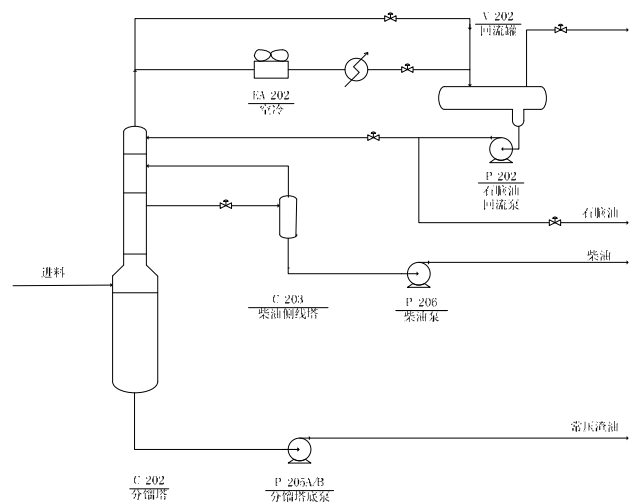 V 202
回流罐
EA 202
空冷
P 202
石脑油
回流泵
石脑油
柴油
进料
C 203
柴油侧线塔
P 206
柴油泵
常压渣油
C 202
分馏塔
P 205A/B
分馏塔底泵